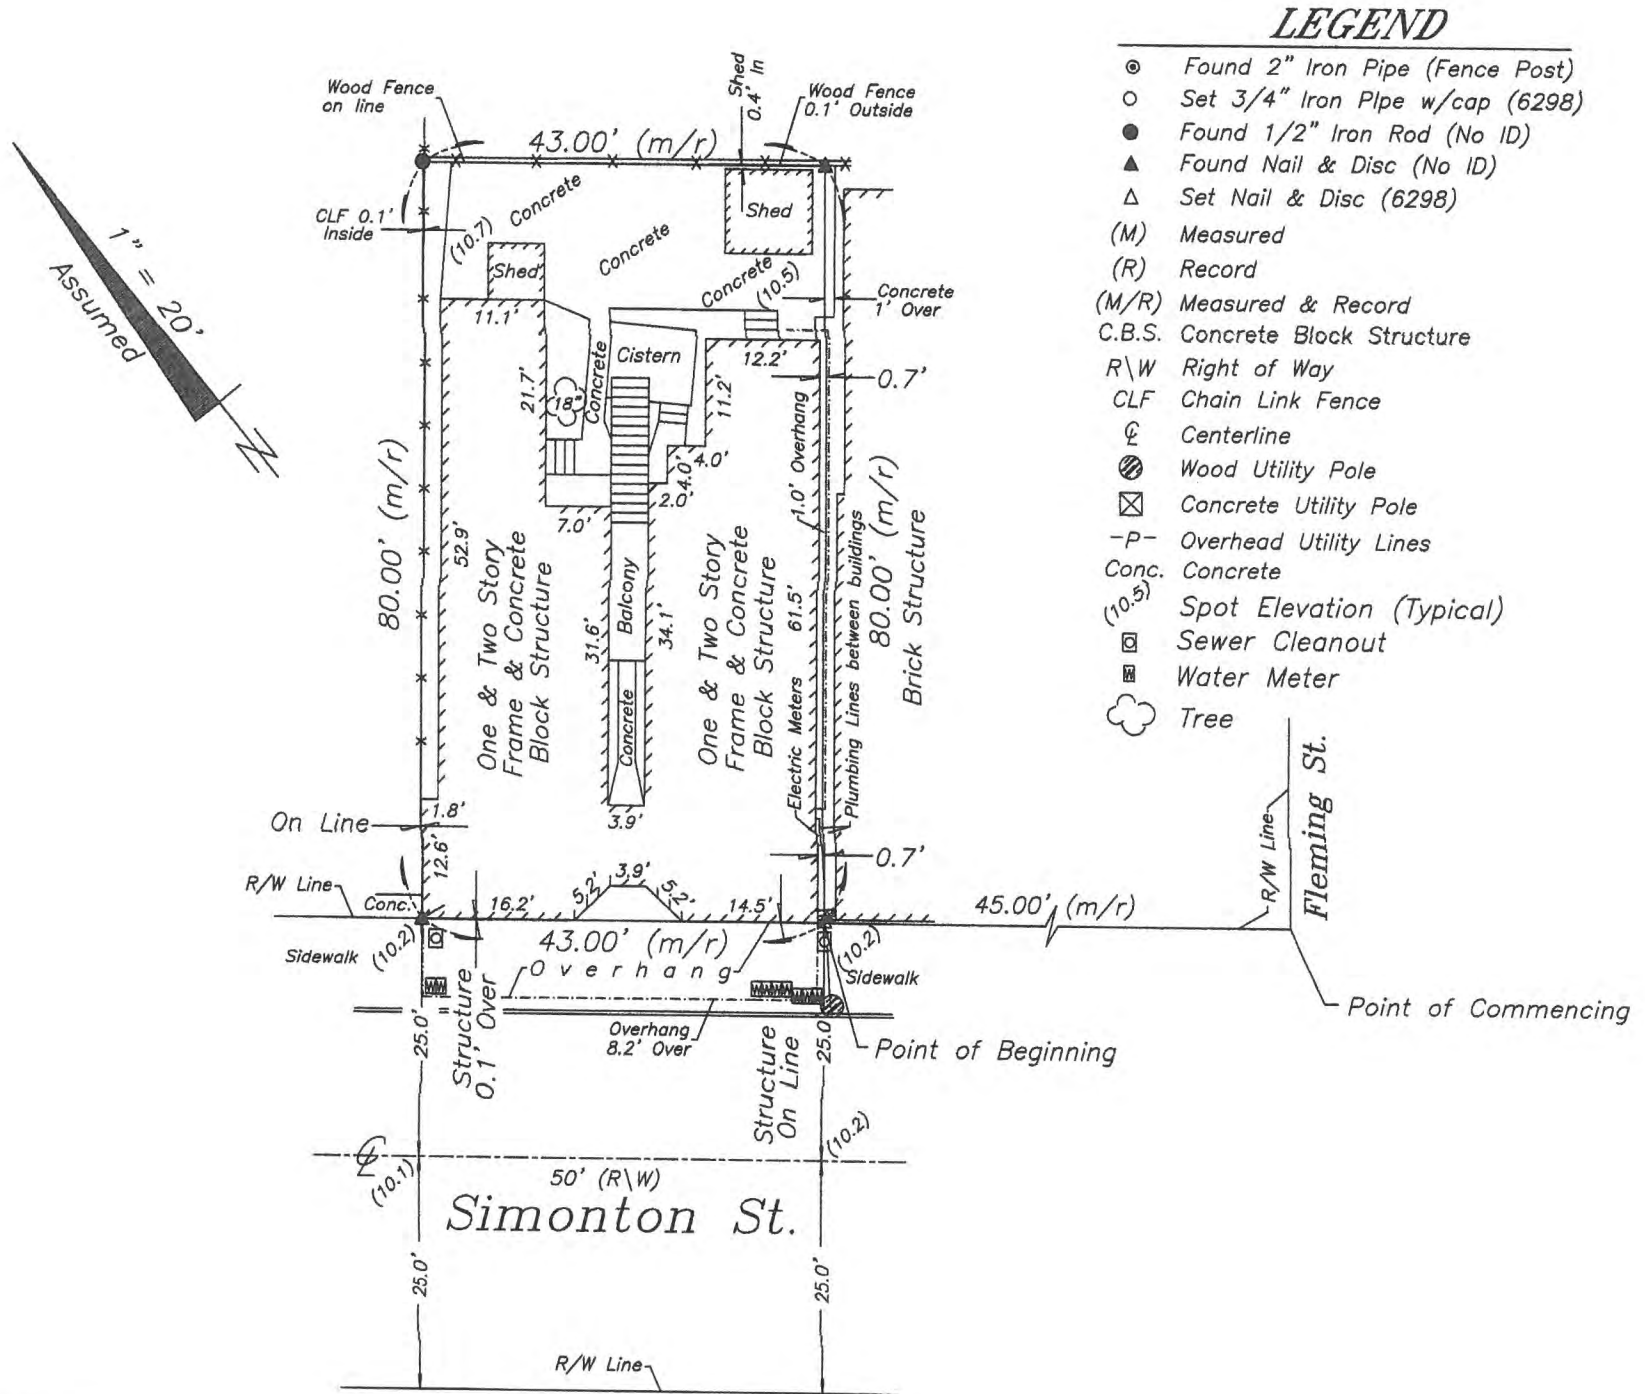 LEGEND
Found 2" Iron Pipe (Fence Post)
Set 3/4" Iron PIpe w/cap (6298)
Found 1/2" Iron Rod (No ID)
Found Nail & Disc (No ID)
Set Nail & Disc (6298)
(M) Measured
(R) Record
(M/R) Measured & Record
C.B.S. Concrete Block Structure
R\W Right of Way
CLF Chain Link Fence
℄ Centerline
Wood Utility Pole
Concrete Utility Pole
-P- Overhead Utility Lines
Conc. Concrete
(10.5) Spot Elevation (Typical)
Sewer Cleanout
Water Meter
Tree
1" = 20'
Assumed
N
Wood Fence
on line
43.00' (m/r)
Shed
0.4' In
Wood Fence
0.1' Outside
CLF 0.1'
Inside
(10.7)
Concrete
Concrete
Concrete
(10.5)
Shed
Shed
Concrete
1' Over
11.1'
21.7'
18"
Concrete
Cistern
12.2'
11.2'
0.7'
4.0'
4.0'
2.0'
7.0'
1.0' Overhang
80.00' (m/r)
52.9'
One & Two Story
Frame & Concrete
Block Structure
31.6'
Balcony
34.1'
Concrete
3.9'
One & Two Story
Frame & Concrete
Block Structure
61.5'
Electric Meters
Plumbing Lines between buildings
80.00' (m/r)
Brick Structure
On Line
1.8'
12.6'
0.7'
R/W Line
Conc.
16.2'
5.2'
3.9'
5.2'
14.5'
45.00' (m/r)
R/W Line
Fleming St.
Sidewalk
(10.2)
43.00' (m/r)
Overhang
(10.2)
Sidewalk
Overhang
8.2' Over
25.0'
Structure
0.1' Over
Structure
On Line
25.0'
Point of Beginning
Point of Commencing
℄
(10.1)
(10.2)
50' (R\W)
Simonton St.
25.0'
25.0'
R/W Line